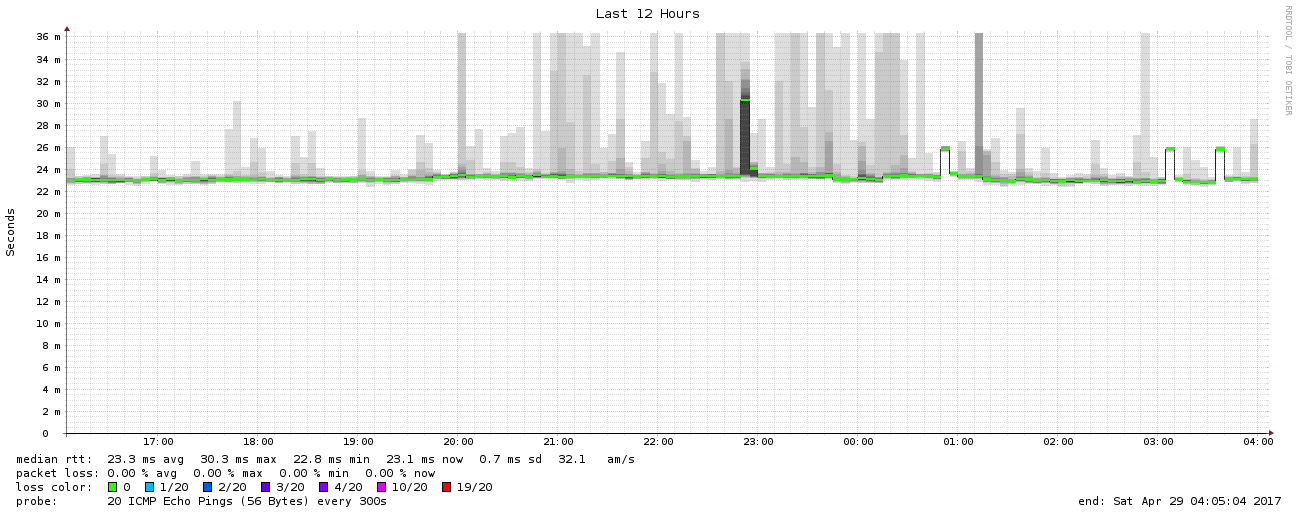 Last 12 Hours
RRDTOOL / TOBI OETIKER
36 m
34 m
32 m
30 m
28 m
26 m
24 m
22 m
20 m
18 m
16 m
14 m
12 m
10 m
8 m
6 m
4 m
2 m
0
Seconds
17:00 18:00 19:00 20:00 21:00 22:00 23:00 00:00 01:00 02:00 03:00 04:00
median rtt: 23.3 ms avg 30.3 ms max 22.8 ms min 23.1 ms now 0.7 ms sd 32.1 am/s
packet loss: 0.00 % avg 0.00 % max 0.00 % min 0.00 % now
loss color: 0 1/20 2/20 3/20 4/20 10/20 19/20
probe: 20 ICMP Echo Pings (56 Bytes) every 300s end: Sat Apr 29 04:05:04 2017